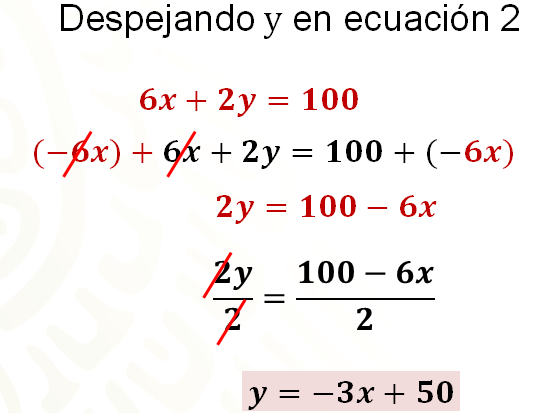 Despejando y en ecuación 2
6x + 2y = 100
(−6x) + 6x + 2y = 100 + (−6x)
2y = 100 − 6x
2y/2 = (100 − 6x)/2
y = −3x + 50